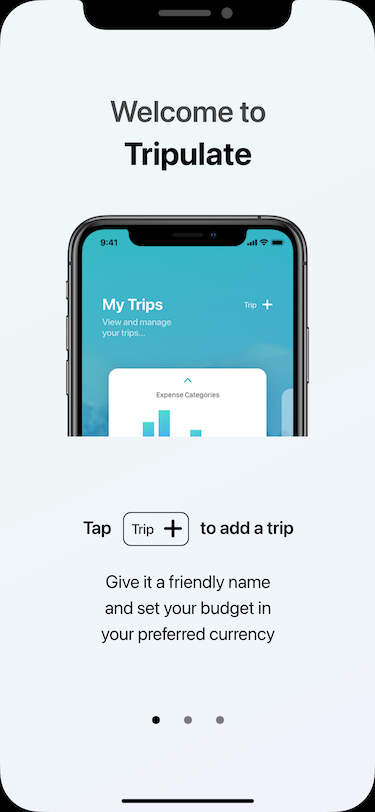 Welcome to
Tripulate
9:41
My Trips
Trip +
View and manage
your trips...
Expense Categories
Tap Trip + to add a trip
Give it a friendly name
and set your budget in
your preferred currency